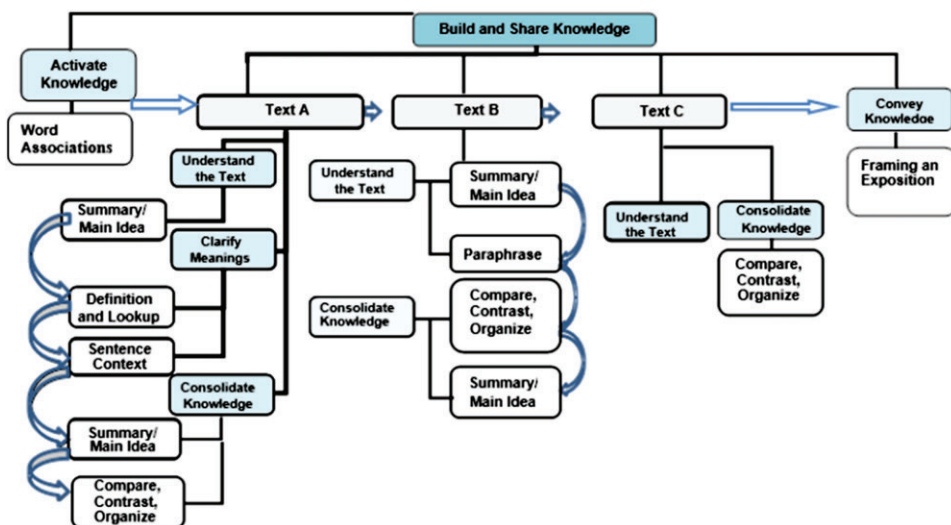 Build and Share Knowledge
Activate
Knowledge
Word
Associations
Text A
Text B
Text C
Convey
Knowledge
Framing an
Exposition
Understand
the Text
Summary/
Main Idea
Clarify
Meanings
Definition
and Lookup
Sentence
Context
Consolidate
Knowledge
Summary/
Main Idea
Compare,
Contrast,
Organize
Understand
the Text
Summary/
Main Idea
Paraphrase
Consolidate
Knowledge
Compare,
Contrast,
Organize
Summary/
Main Idea
Understand
the Text
Consolidate
Knowledge
Compare,
Contrast,
Organize